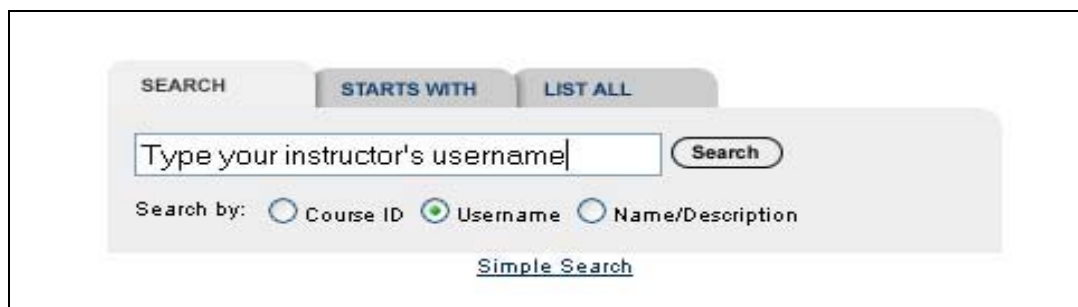 SEARCH STARTS WITH LIST ALL
Type your instructor's username Search
Search by: Course ID Username Name/Description
Simple Search